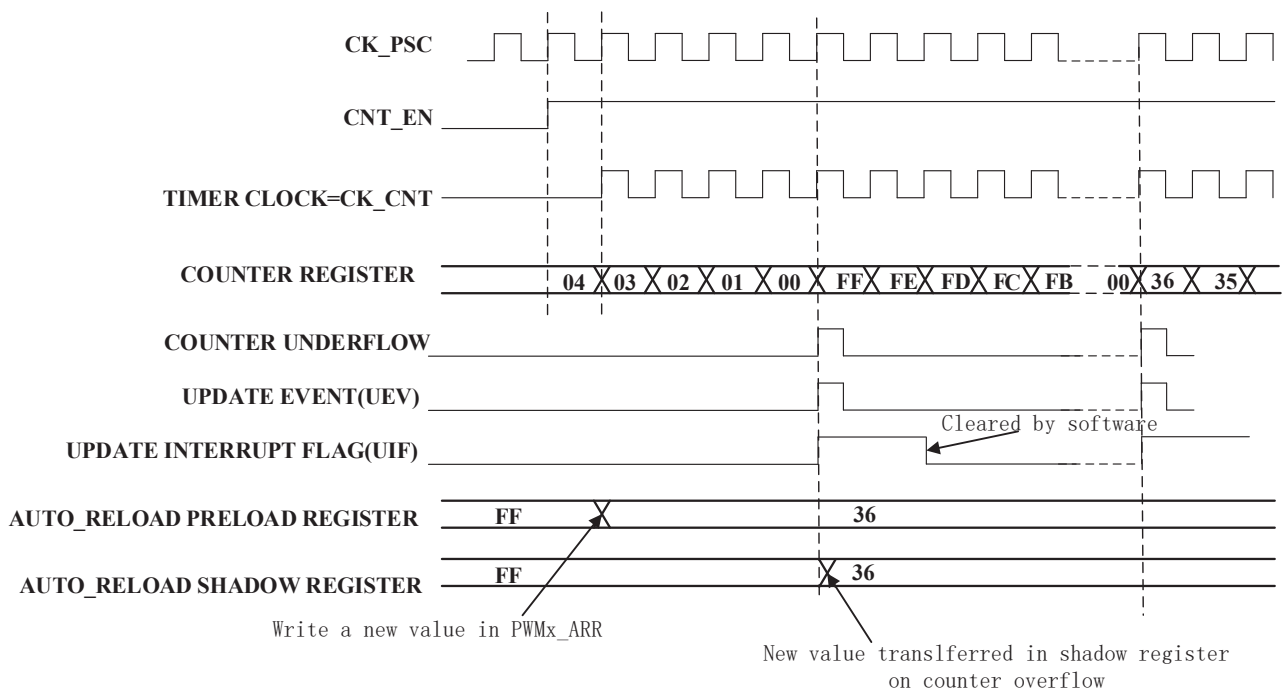 CK_PSC
CNT_EN
TIMER CLOCK=CK_CNT
COUNTER REGISTER 04 03 02 01 00 FF FE FD FC FB 00 36 35
COUNTER UNDERFLOW
UPDATE EVENT(UEV)
Cleared by software
UPDATE INTERRUPT FLAG(UIF)
AUTO_RELOAD PRELOAD REGISTER FF 36
AUTO_RELOAD SHADOW REGISTER FF 36
Write a new value in PWMx_ARR
New value translferred in shadow register
on counter overflow